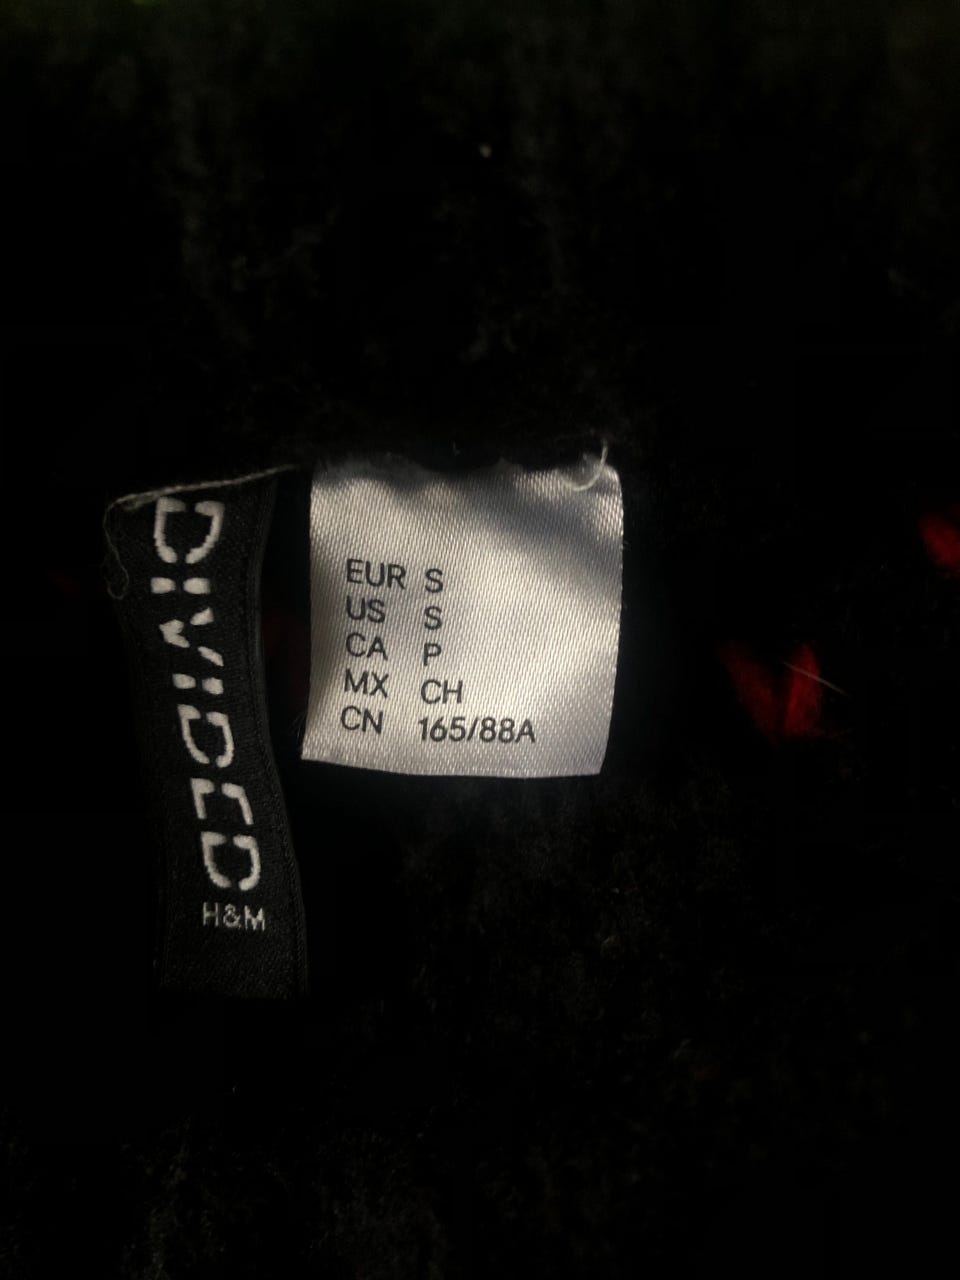 DIVIDED
H&M
EUR S
US S
CA P
MX CH
CN 165/88A